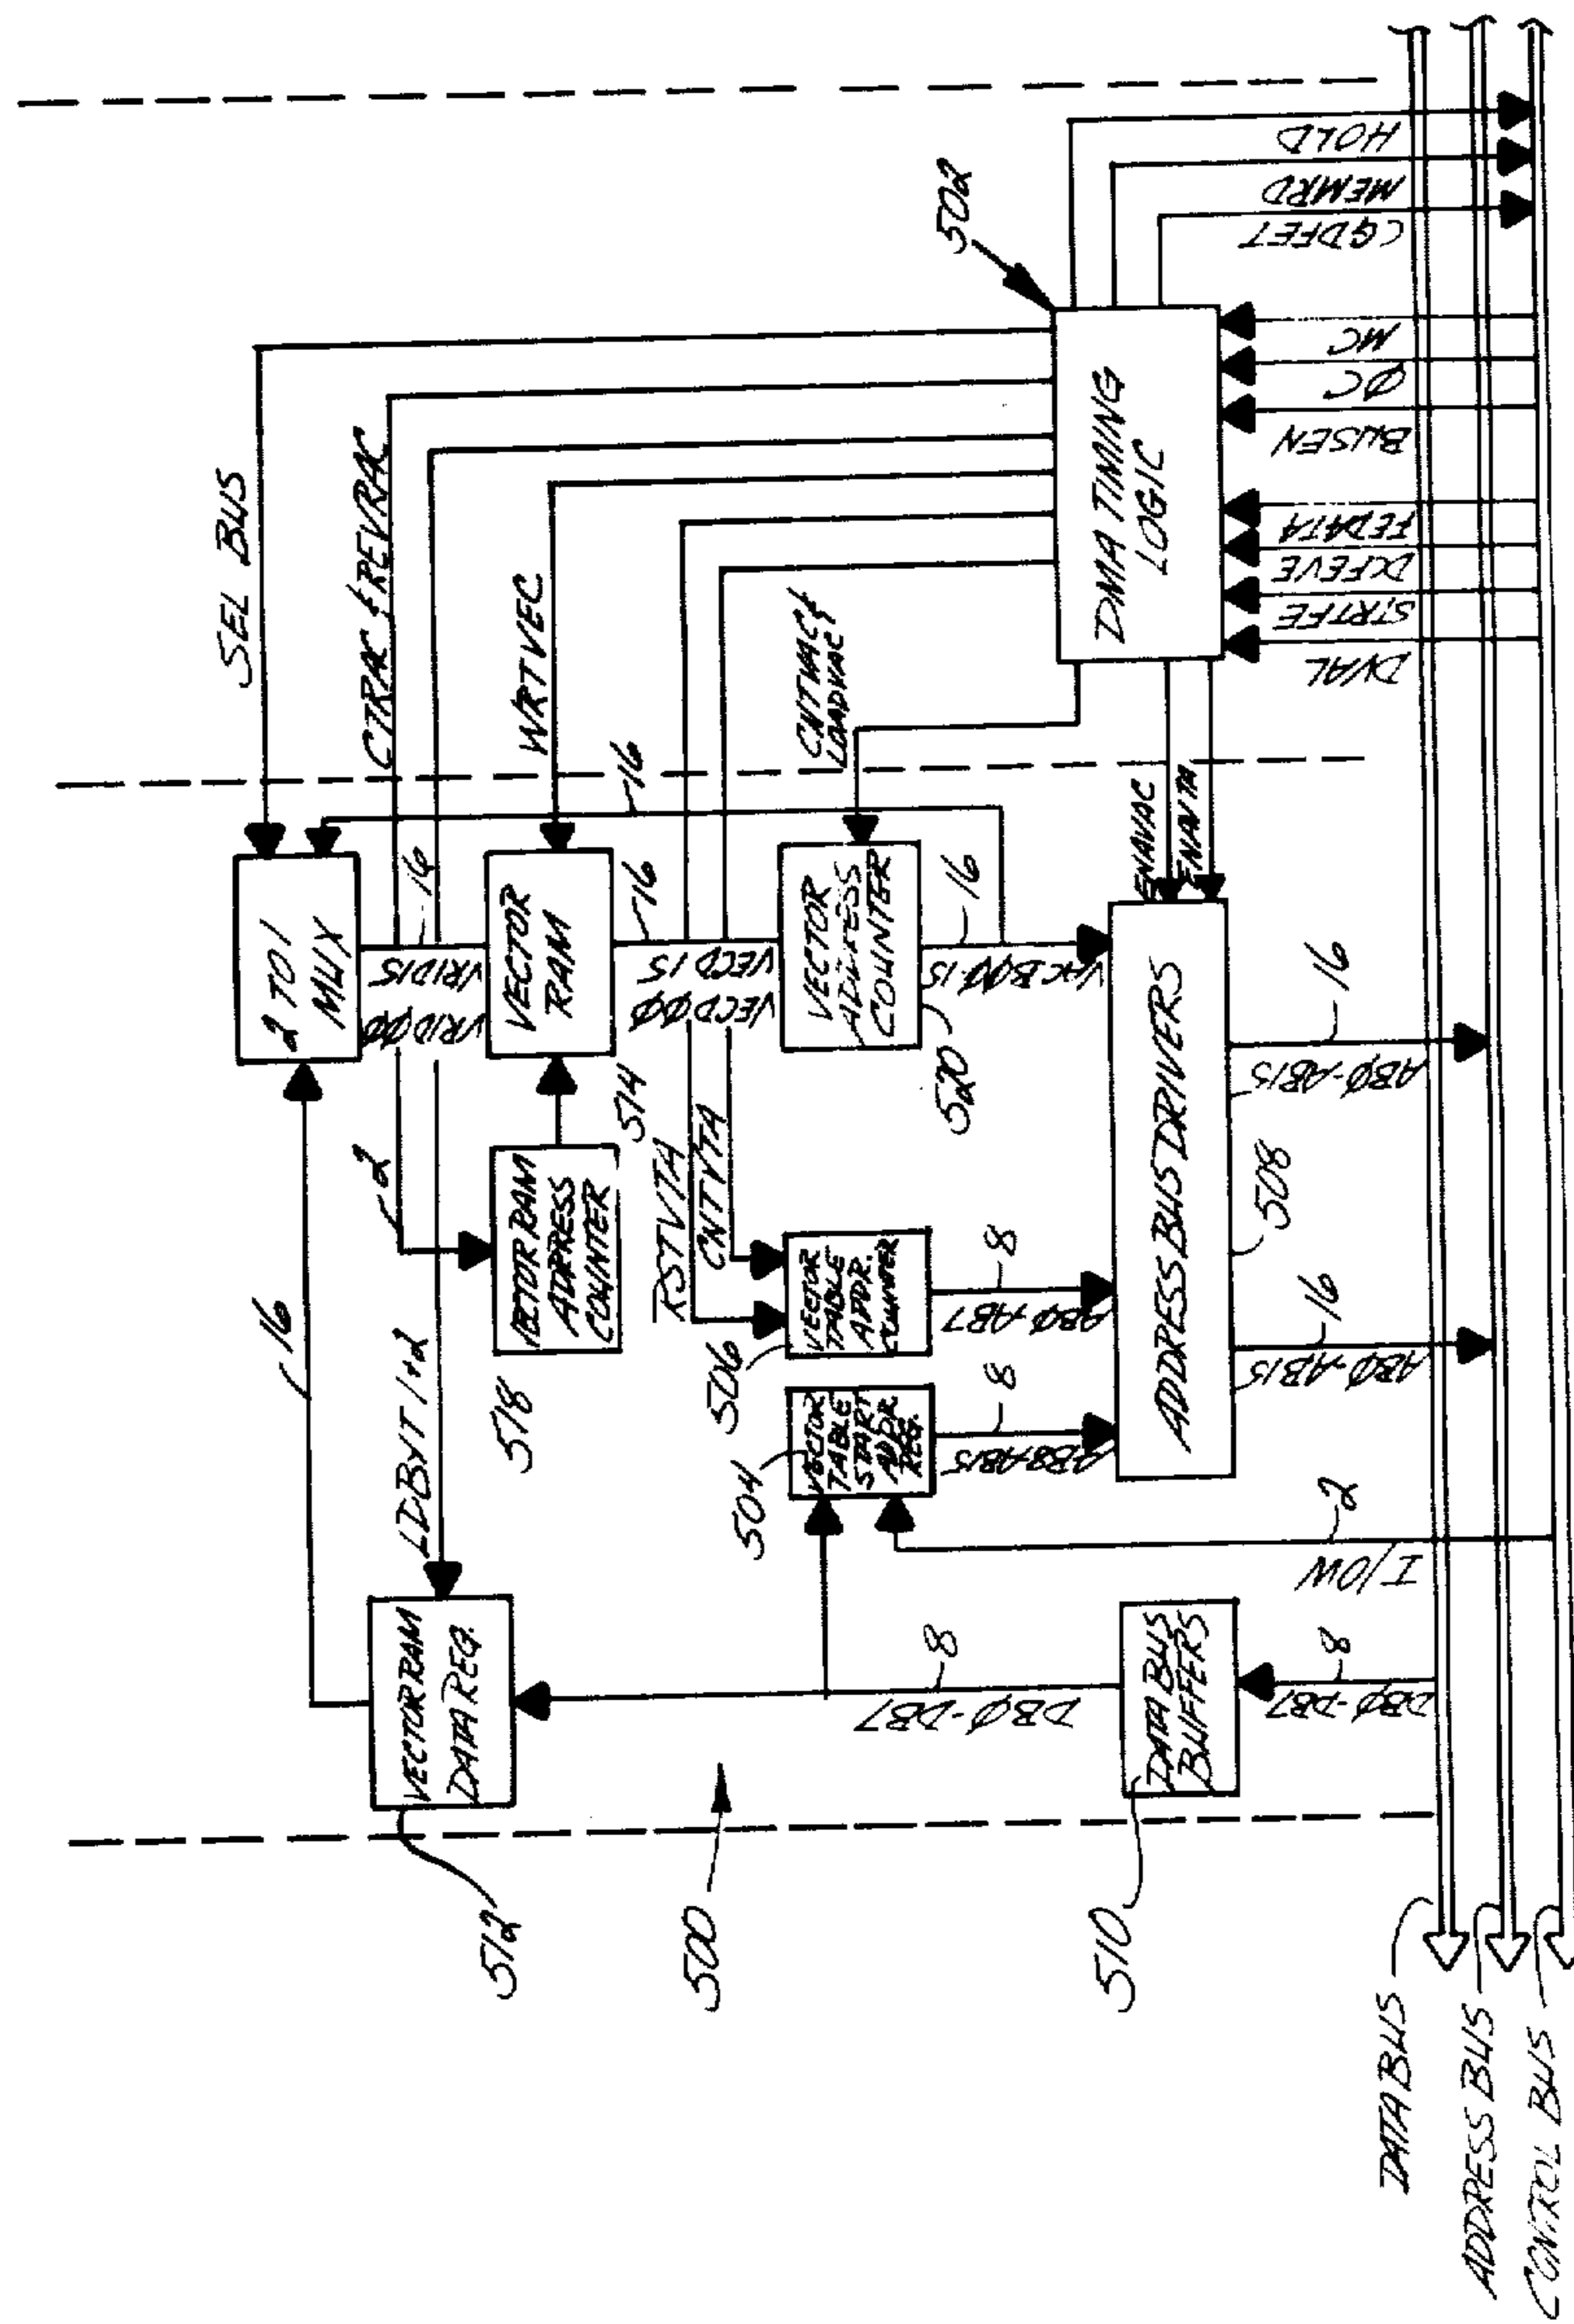 SEL BUS
CTRAC & REVRAC
WRTVEC
CNTVAC &
LOADVAC
16
502
DMA TIMING
LOGIC
HOLD
MEMRD
CGDFET
MC
ØC
BUSEN
FEDATA
DCFEVE
STRTFE
DVAL
ENAVAC
ENAVTA
2 TO 1
MUX
16
VRID15
VRIDØØ
VECTOR
RAM
514
16
VECD15
VECDØØ
VECTOR
ADDRESS
COUNTER
520
16
VACBØØ-15
2
VECTOR RAM
ADDRESS
COUNTER
518
RSTVTA
CNTVTA
VECTOR
TABLE
ADDR.
COUNTER
506
8
ABØ-AB7
16
LDBYT 1+2
VECTOR
TABLE
START
ADDR.
REG.
504
8
AB8-AB15
ADDRESS BUS DRIVERS
508
16
ABØ-AB15
16
ABØ-AB15
2
I/OW
VECTOR RAM
DATA REG.
512
8
DBØ-DB7
DATA BUS
BUFFERS
510
8
DBØ-DB7
500
DATA BUS
ADDRESS BUS
CONTROL BUS